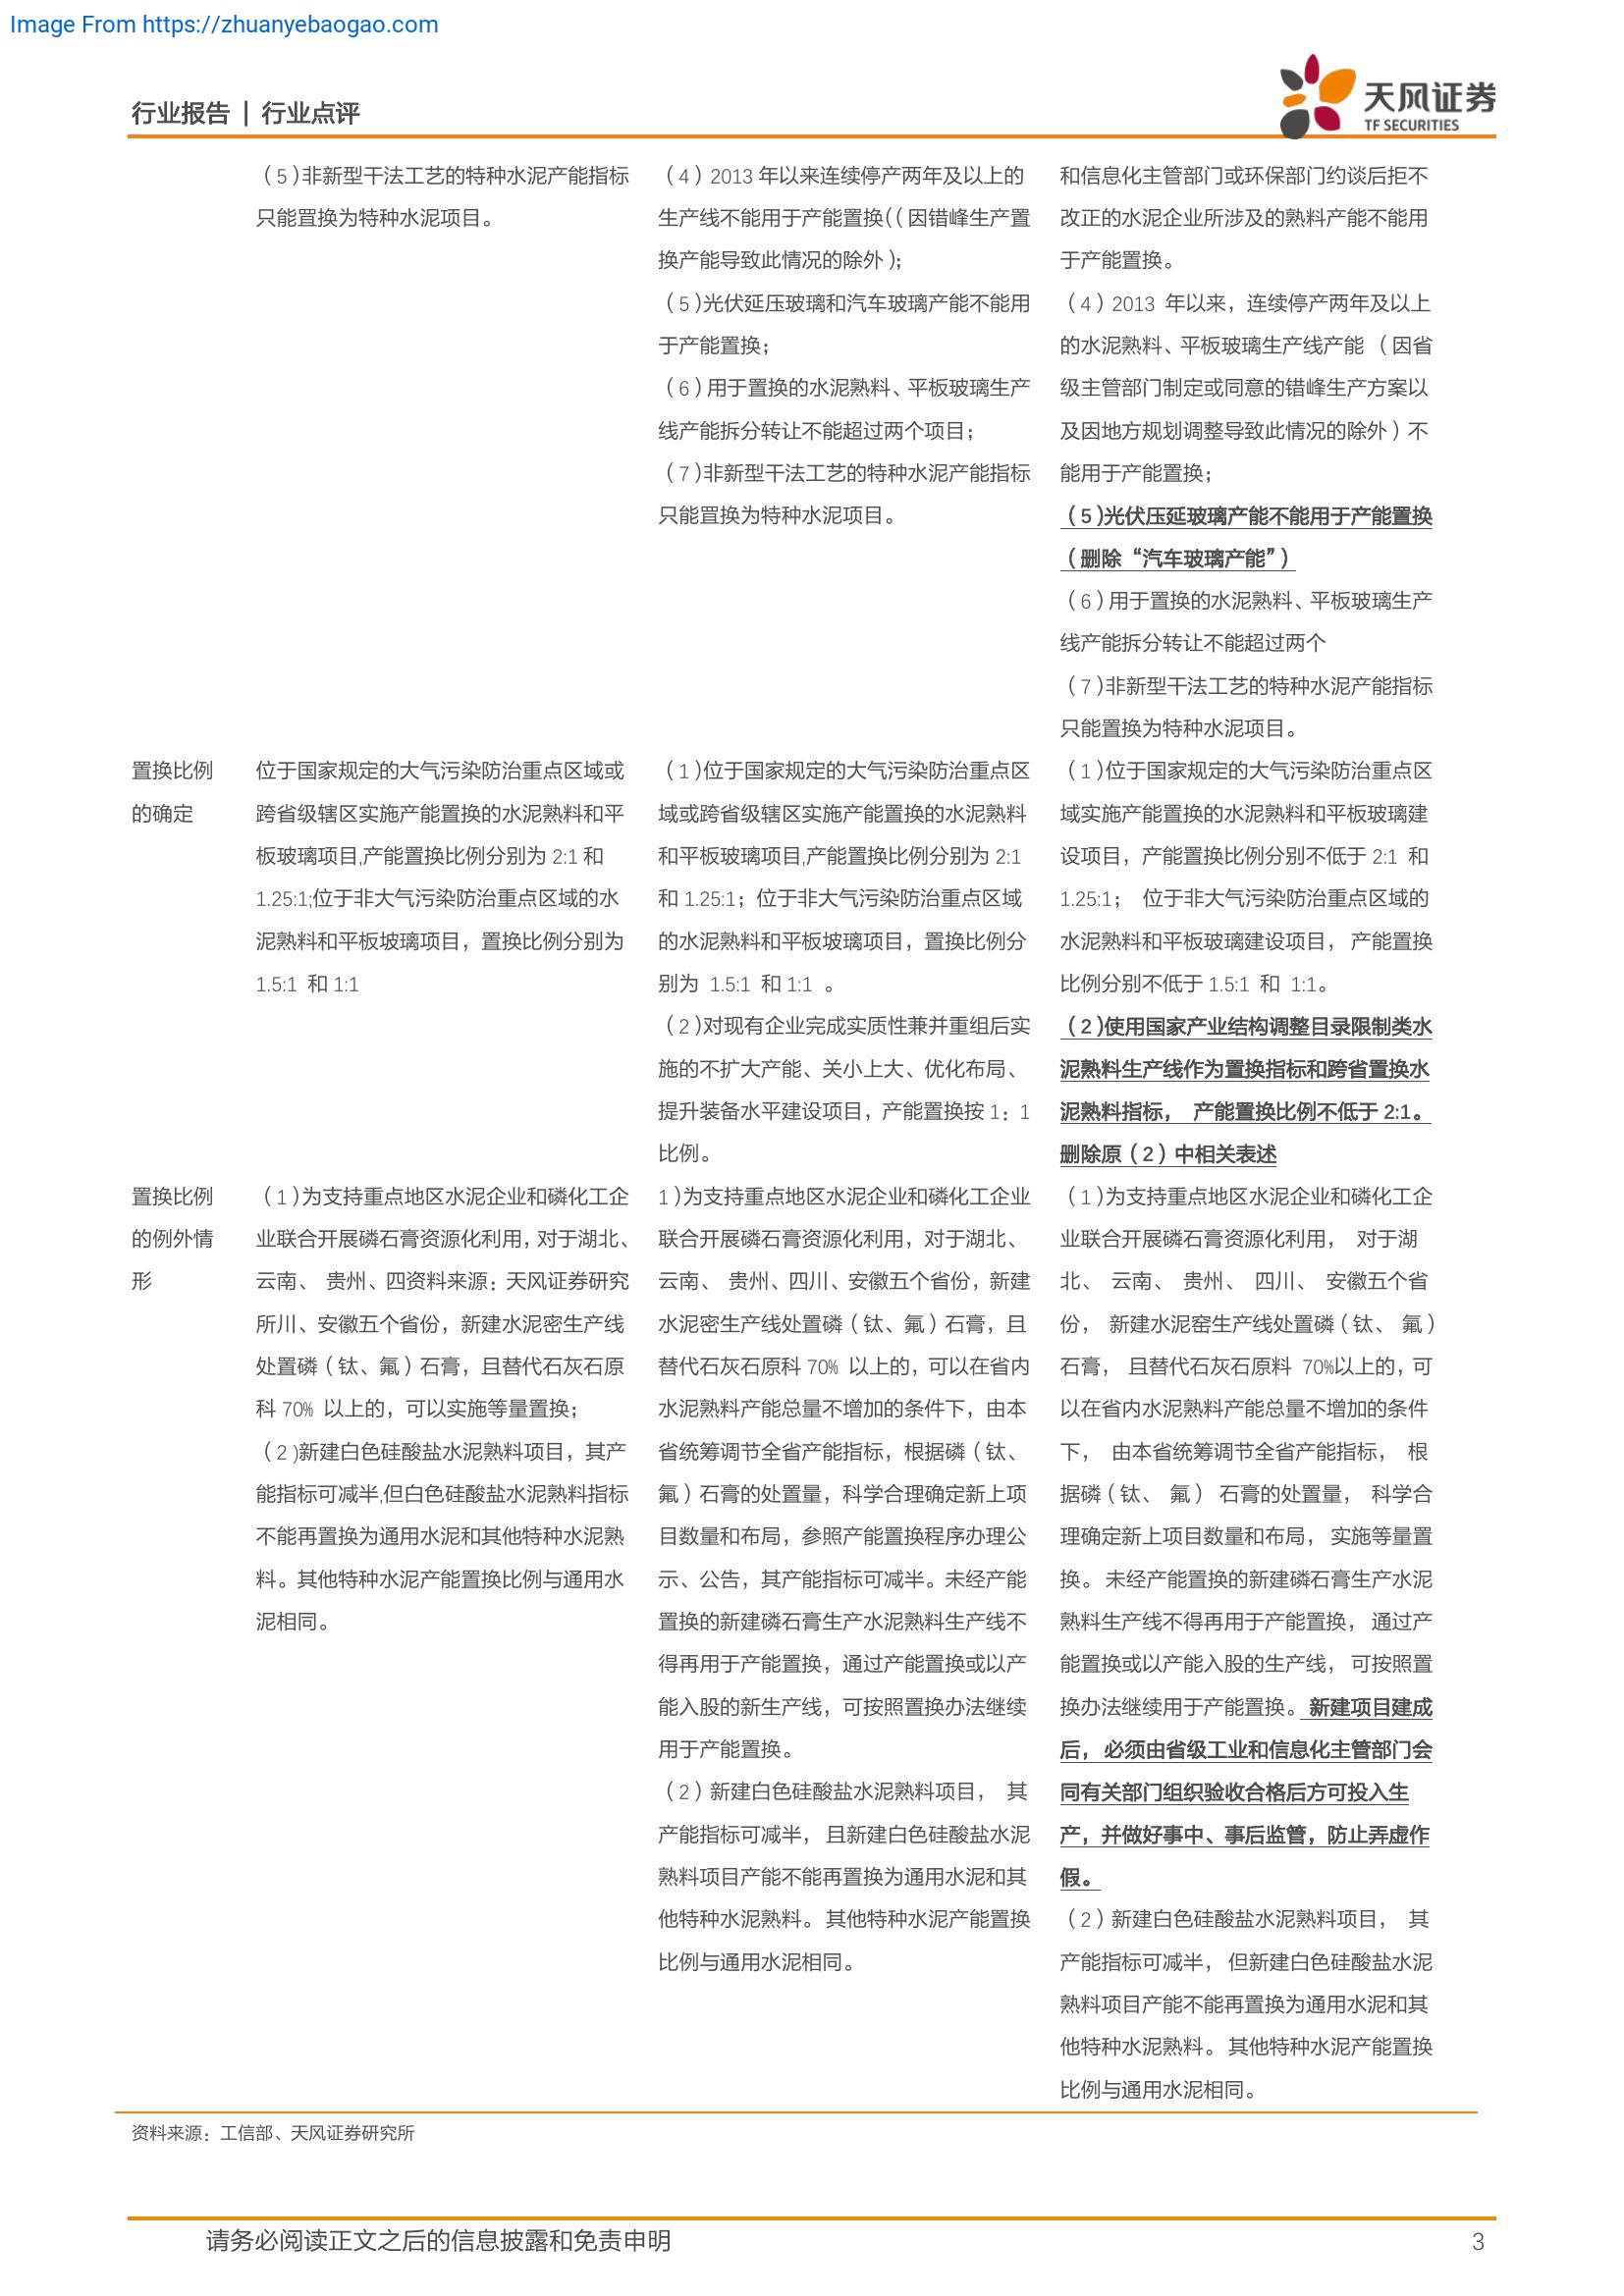 Image From https://zhuanyebaogao.com
行业报告 | 行业点评
天风证券
TF SECURITIES
（5）非新型干法工艺的特种水泥产能指标
只能置换为特种水泥项目。
（4）2013 年以来连续停产两年及以上的
生产线不能用于产能置换((因错峰生产置
换产能导致此情况的除外）;
（5）光伏延压玻璃和汽车玻璃产能不能用
于产能置换；
（6）用于置换的水泥熟料、平板玻璃生产
线产能拆分转让不能超过两个项目；
（7）非新型干法工艺的特种水泥产能指标
只能置换为特种水泥项目。
和信息化主管部门或环保部门约谈后拒不
改正的水泥企业所涉及的熟料产能不能用
于产能置换。
（4）2013 年以来，连续停产两年及以上
的水泥熟料、平板玻璃生产线产能 （因省
级主管部门制定或同意的错峰生产方案以
及因地方规划调整导致此情况的除外）不
能用于产能置换；
（5）光伏压延玻璃产能不能用于产能置换
（删除“汽车玻璃产能”）
（6）用于置换的水泥熟料、平板玻璃生产
线产能拆分转让不能超过两个
（7）非新型干法工艺的特种水泥产能指标
只能置换为特种水泥项目。
置换比例
的确定
位于国家规定的大气污染防治重点区域或
跨省级辖区实施产能置换的水泥熟料和平
板玻璃项目,产能置换比例分别为 2:1 和
1.25:1;位于非大气污染防治重点区域的水
泥熟料和平板坡璃项目，置换比例分别为
1.5:1 和 1:1
（1）位于国家规定的大气污染防治重点区
域或跨省级辖区实施产能置换的水泥熟料
和平板玻璃项目,产能置换比例分别为 2:1
和 1.25:1；位于非大气污染防治重点区域
的水泥熟料和平板坡璃项目，置换比例分
别为 1.5:1 和 1:1 。
（2）对现有企业完成实质性兼并重组后实
施的不扩大产能、关小上大、优化布局、
提升装备水平建设项目，产能置换按 1：1
比例。
（1）位于国家规定的大气污染防治重点区
域实施产能置换的水泥熟料和平板玻璃建
设项目，产能置换比例分别不低于 2:1 和
1.25:1； 位于非大气污染防治重点区域的
水泥熟料和平板玻璃建设项目， 产能置换
比例分别不低于 1.5:1 和 1:1。
（2）使用国家产业结构调整目录限制类水
泥熟料生产线作为置换指标和跨省置换水
泥熟料指标， 产能置换比例不低于 2:1。
删除原（2）中相关表述
置换比例
的例外情
形
（1）为支持重点地区水泥企业和磷化工企
业联合开展磷石膏资源化利用，对于湖北、
云南、 贵州、四资料来源：天风证券研究
所川、安徽五个省份，新建水泥密生产线
处置磷（钛、氟）石膏，且替代石灰石原
科 70% 以上的，可以实施等量置换；
（2）新建白色硅酸盐水泥熟料项目，其产
能指标可减半,但白色硅酸盐水泥熟料指标
不能再置换为通用水泥和其他特种水泥熟
料。其他特种水泥产能置换比例与通用水
泥相同。
1）为支持重点地区水泥企业和磷化工企业
联合开展磷石膏资源化利用，对于湖北、
云南、 贵州、四川、安徽五个省份，新建
水泥密生产线处置磷（钛、氟）石膏，且
替代石灰石原科 70% 以上的，可以在省内
水泥熟料产能总量不增加的条件下，由本
省统筹调节全省产能指标，根据磷（钛、
氟）石膏的处置量，科学合理确定新上项
目数量和布局，参照产能置换程序办理公
示、公告，其产能指标可减半。未经产能
置换的新建磷石膏生产水泥熟料生产线不
得再用于产能置换，通过产能置换或以产
能入股的新生产线，可按照置换办法继续
用于产能置换。
（2）新建白色硅酸盐水泥熟料项目， 其
产能指标可减半， 且新建白色硅酸盐水泥
熟料项目产能不能再置换为通用水泥和其
他特种水泥熟料。 其他特种水泥产能置换
比例与通用水泥相同。
（1）为支持重点地区水泥企业和磷化工企
业联合开展磷石膏资源化利用， 对于湖
北、 云南、 贵州、 四川、 安徽五个省
份， 新建水泥窑生产线处置磷（钛、 氟）
石膏， 且替代石灰石原料 70%以上的，可
以在省内水泥熟料产能总量不增加的条件
下， 由本省统筹调节全省产能指标， 根
据磷（钛、 氟） 石膏的处置量， 科学合
理确定新上项目数量和布局， 实施等量置
换。 未经产能置换的新建磷石膏生产水泥
熟料生产线不得再用于产能置换， 通过产
能置换或以产能入股的生产线， 可按照置
换办法继续用于产能置换。 新建项目建成
后， 必须由省级工业和信息化主管部门会
同有关部门组织验收合格后方可投入生
产，并做好事中、事后监管，防止弄虚作
假。
（2）新建白色硅酸盐水泥熟料项目， 其
产能指标可减半， 但新建白色硅酸盐水泥
熟料项目产能不能再置换为通用水泥和其
他特种水泥熟料。 其他特种水泥产能置换
比例与通用水泥相同。
资料来源：工信部、天风证券研究所
请务必阅读正文之后的信息披露和免责申明
3